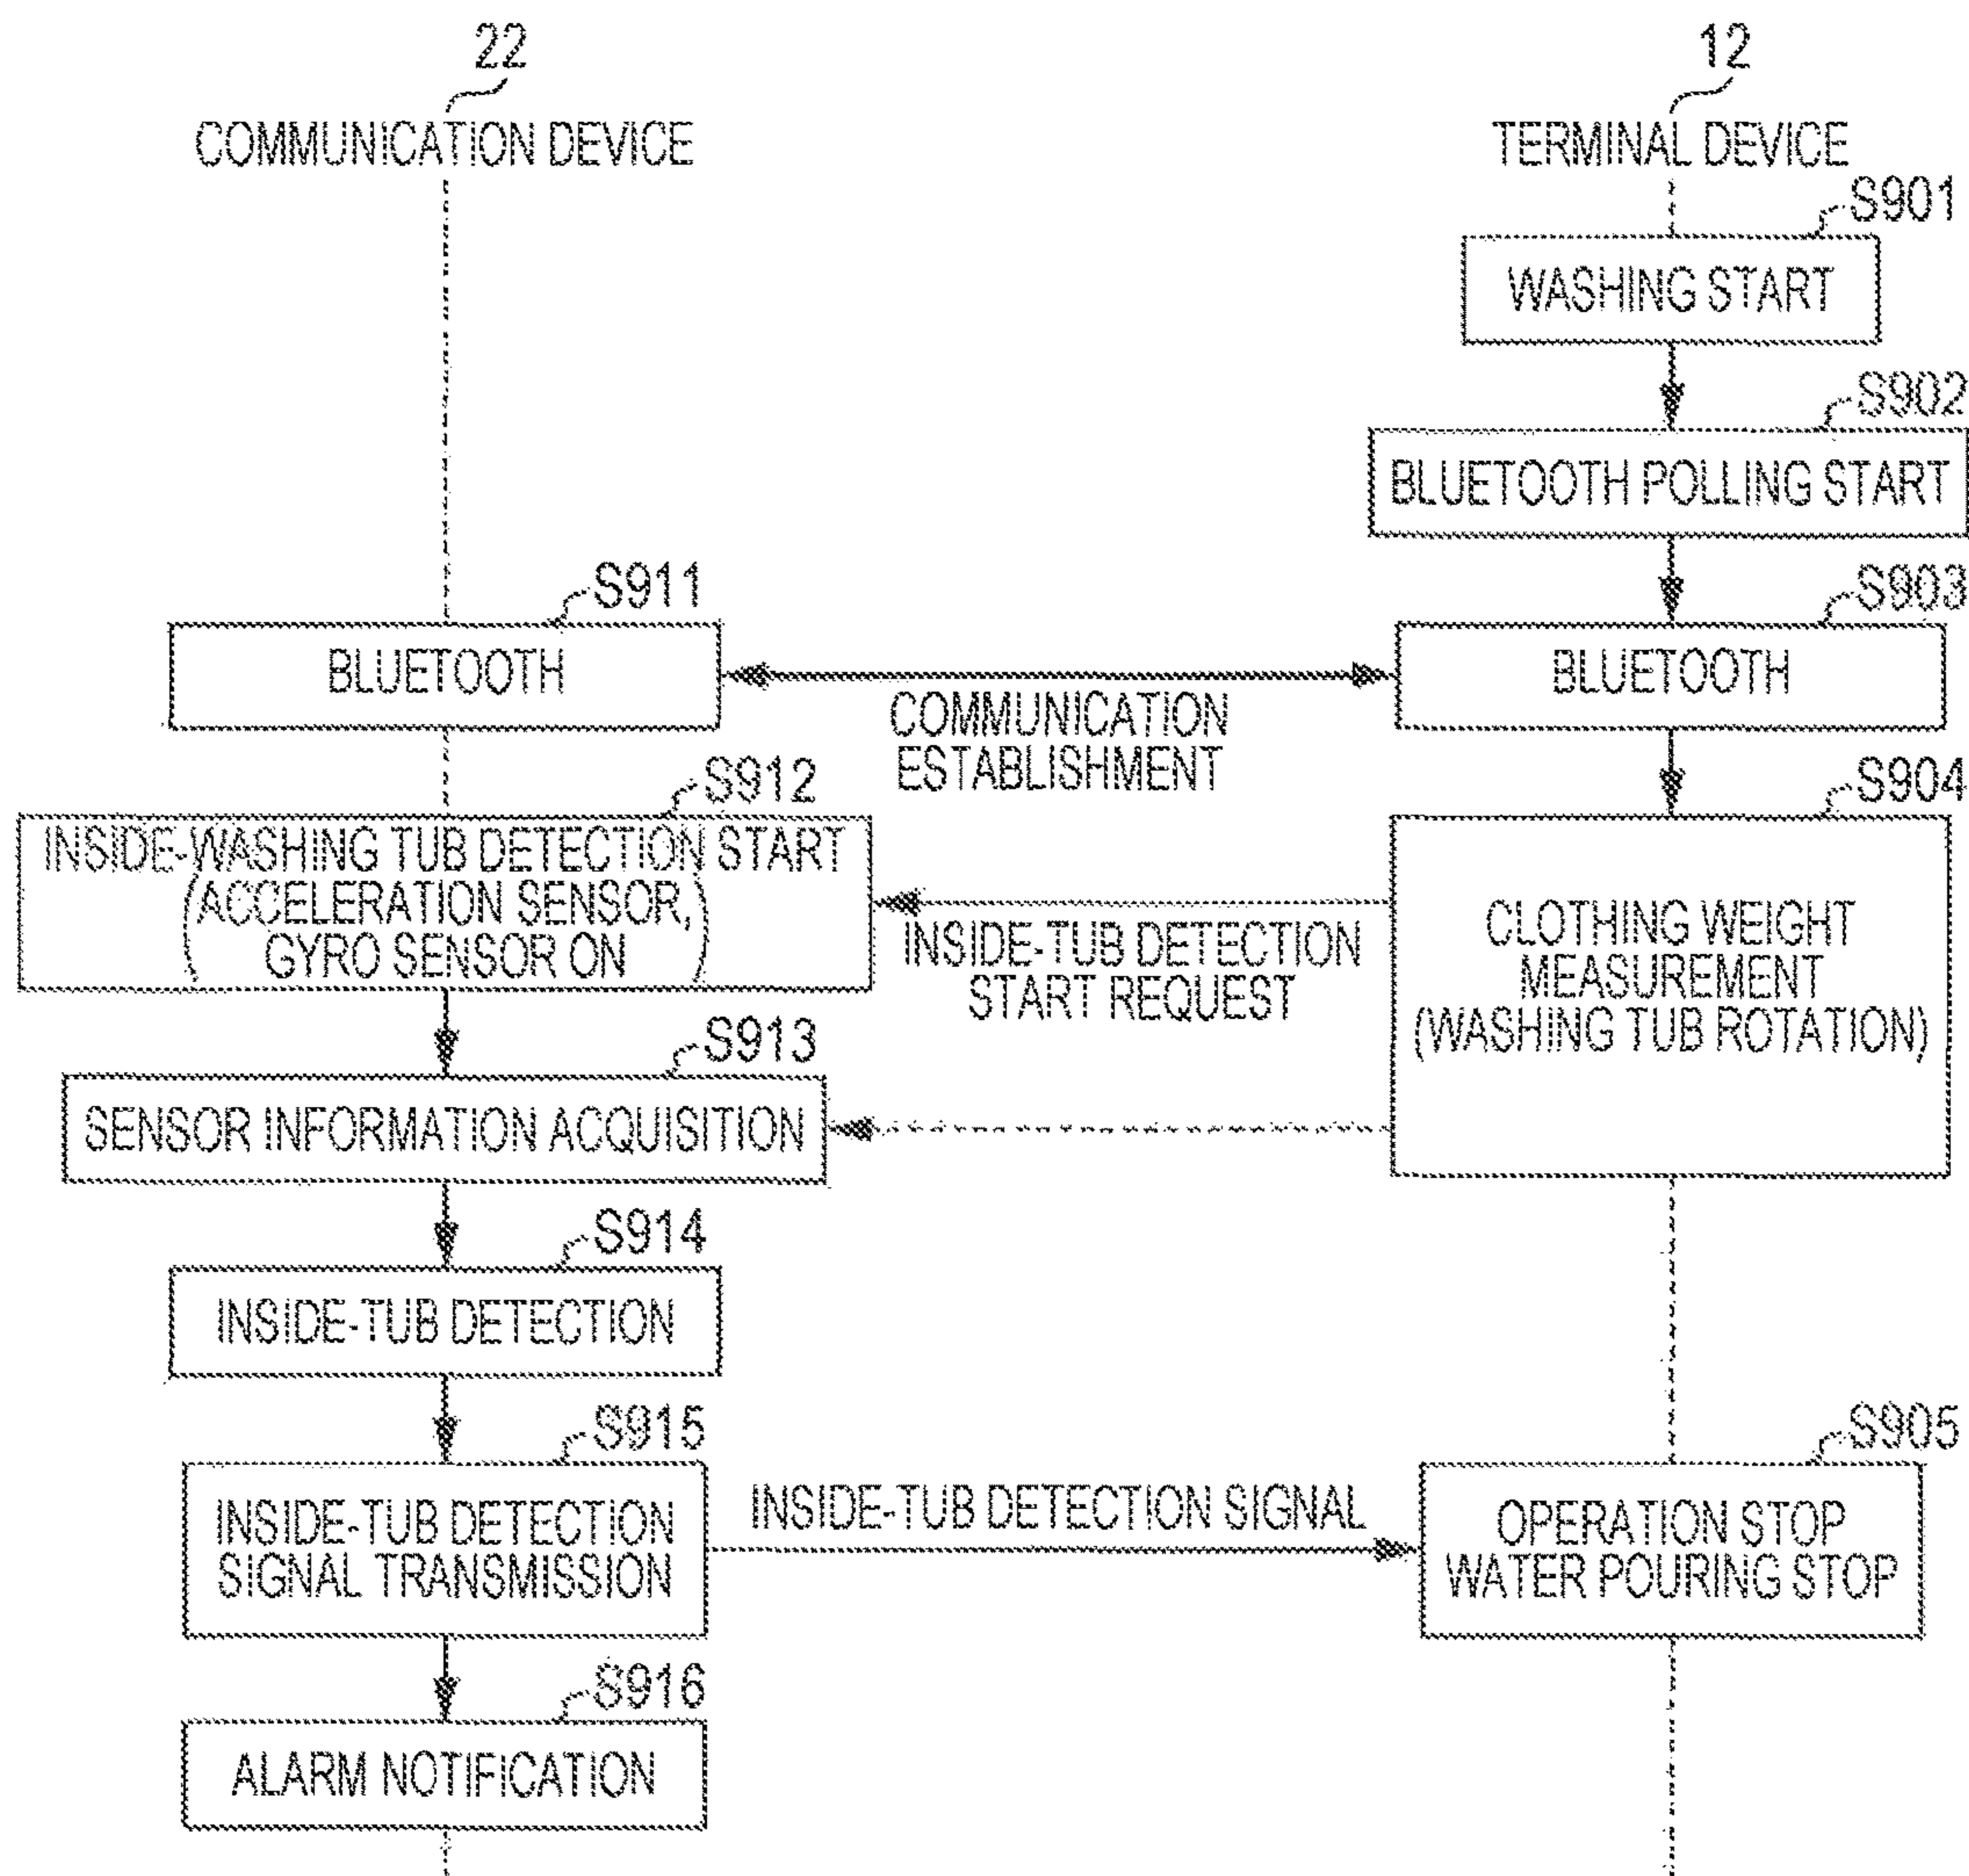 22
12
COMMUNICATION DEVICE
TERMINAL DEVICE
S901
WASHING START
S902
BLUETOOTH POLLING START
S911
S903
BLUETOOTH
BLUETOOTH
COMMUNICATION
ESTABLISHMENT
S912
S904
INSIDE-WASHING TUB DETECTION START
(ACCELERATION SENSOR,
GYRO SENSOR ON)
INSIDE-TUB DETECTION
START REQUEST
CLOTHING WEIGHT
MEASUREMENT
(WASHING TUB ROTATION)
S913
SENSOR INFORMATION ACQUISITION
S914
INSIDE-TUB DETECTION
S915
S905
INSIDE-TUB DETECTION
SIGNAL TRANSMISSION
INSIDE-TUB DETECTION SIGNAL
OPERATION STOP
WATER POURING STOP
S916
ALARM NOTIFICATION